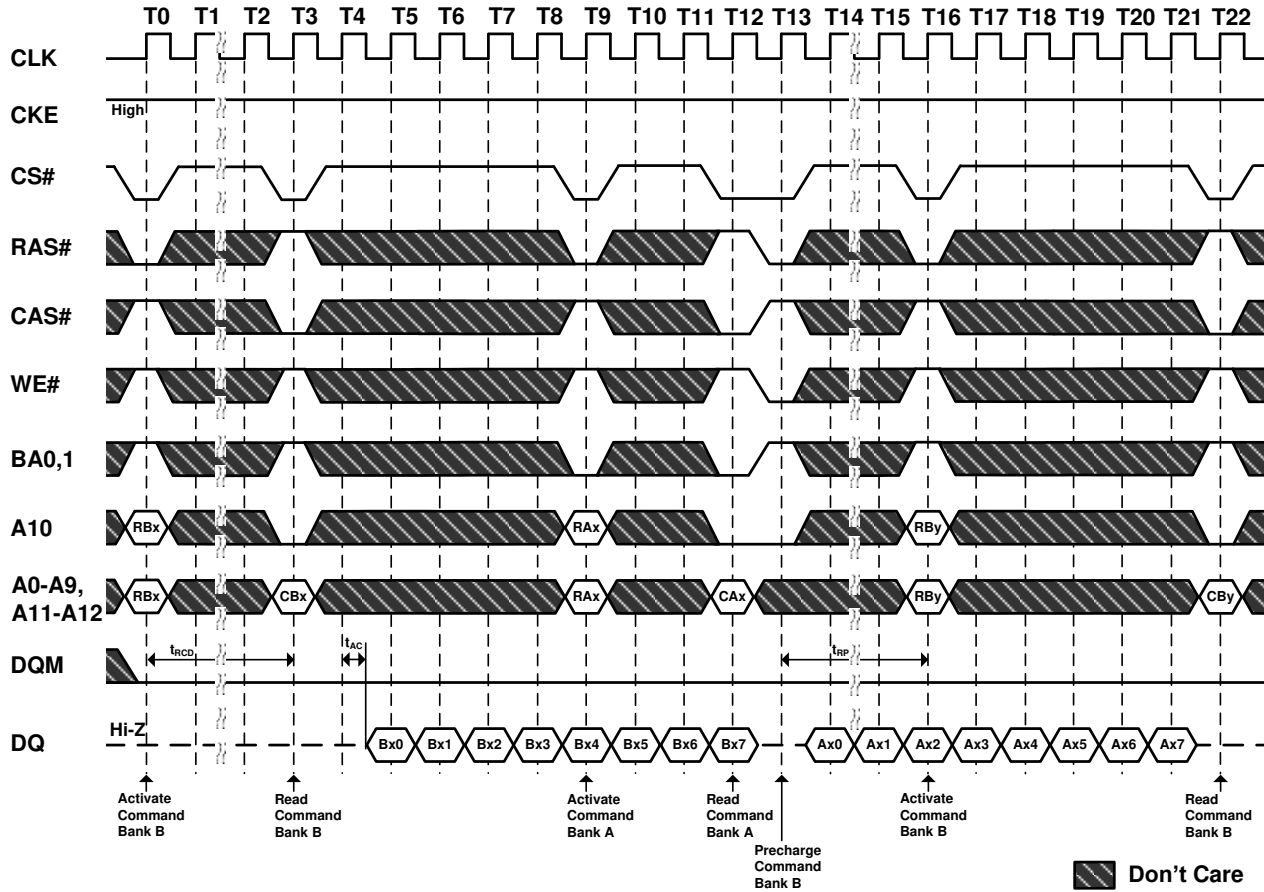 T0 T1 T2 T3 T4 T5 T6 T7 T8 T9 T10 T11 T12 T13 T14 T15 T16 T17 T18 T19 T20 T21 T22
CLK
CKE
High
CS#
RAS#
CAS#
WE#
BA0,1
A10
RBx RAx RBy
A0-A9,
A11-A12
RBx CBx RAx CAx RBy CBy
DQM
tRCD tAC tRP
DQ
Hi-Z
Bx0 Bx1 Bx2 Bx3 Bx4 Bx5 Bx6 Bx7 Ax0 Ax1 Ax2 Ax3 Ax4 Ax5 Ax6 Ax7
Activate
Command
Bank B
Read
Command
Bank B
Activate
Command
Bank A
Read
Command
Bank A
Precharge
Command
Bank B
Activate
Command
Bank B
Read
Command
Bank B
Don't Care